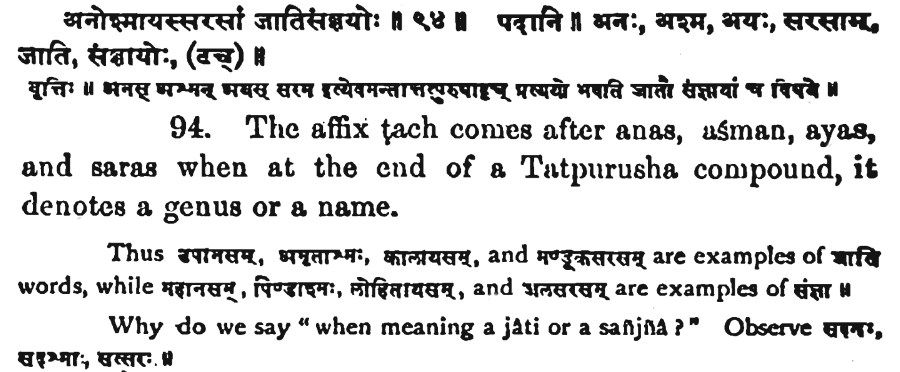 अनोश्मायस्सरसां जातिसंज्ञयोः ॥ ९४ ॥ पदानि ॥ अनः, अश्म, अयः, सरसाम्,
जाति, संज्ञायोः, (टच्) ॥
वृत्तिः ॥ अनस् अश्मन् अयस् सरस इत्येवमन्तात्तत्पुरुषाट्टच् प्रत्ययो भवति जातौ संज्ञायां च विषये ॥
94. The affix ṭach comes after anas, aśman, ayas,
and saras when at the end of a Tatpurusha compound, it
denotes a genus or a name.
Thus उपानसम्, अमृताश्मः, कालायसम्, and मण्डूकसरसम् are examples of जाति
words, while महानसम्, पिण्डाश्मः, लोहितायसम्, and जलसरसम् are examples of संज्ञा ॥
Why do we say "when meaning a jâti or a sañjñâ?" Observe सदनः,
सदश्माः, सत्सरः ॥